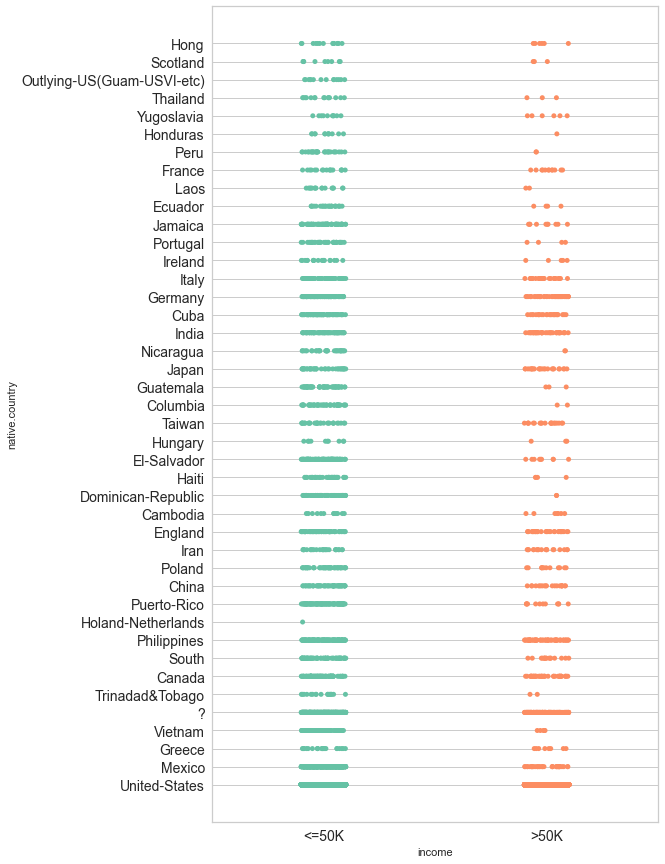 Hong
Scotland
Outlying-US(Guam-USVI-etc)
Thailand
Yugoslavia
Honduras
Peru
France
Laos
Ecuador
Jamaica
Portugal
Ireland
Italy
Germany
Cuba
India
Nicaragua
Japan
Guatemala
Columbia
Taiwan
Hungary
El-Salvador
Haiti
Dominican-Republic
Cambodia
England
Iran
Poland
China
Puerto-Rico
Holand-Netherlands
Philippines
South
Canada
Trinadad&Tobago
?
Vietnam
Greece
Mexico
United-States
native.country
<=50K >50K
income